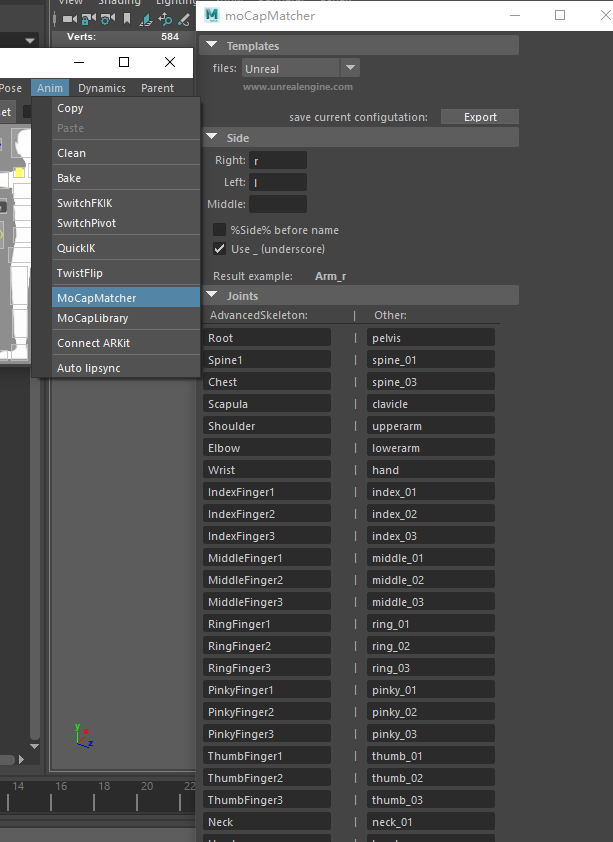 View Shading Lighting
Verts: 584
Pose Anim Dynamics Parent
set
Copy
Paste
Clean
Bake
SwitchFKIK
SwitchPivot
QuickIK
TwistFlip
MoCapMatcher
MoCapLibrary
Connect ARKit
Auto lipsync
14 16 18 20 22
moCapMatcher
Templates
files: Unreal
www.unrealengine.com
save current configutation: Export
Side
Right: r
Left: l
Middle:
%Side% before name
Use _ (underscore)
Result example: Arm_r
Joints
AdvancedSkeleton: | Other:
Root | pelvis
Spine1 | spine_01
Chest | spine_03
Scapula | clavicle
Shoulder | upperarm
Elbow | lowerarm
Wrist | hand
IndexFinger1 | index_01
IndexFinger2 | index_02
IndexFinger3 | index_03
MiddleFinger1 | middle_01
MiddleFinger2 | middle_02
MiddleFinger3 | middle_03
RingFinger1 | ring_01
RingFinger2 | ring_02
RingFinger3 | ring_03
PinkyFinger1 | pinky_01
PinkyFinger2 | pinky_02
PinkyFinger3 | pinky_03
ThumbFinger1 | thumb_01
ThumbFinger2 | thumb_02
ThumbFinger3 | thumb_03
Neck | neck_01
y
x
z